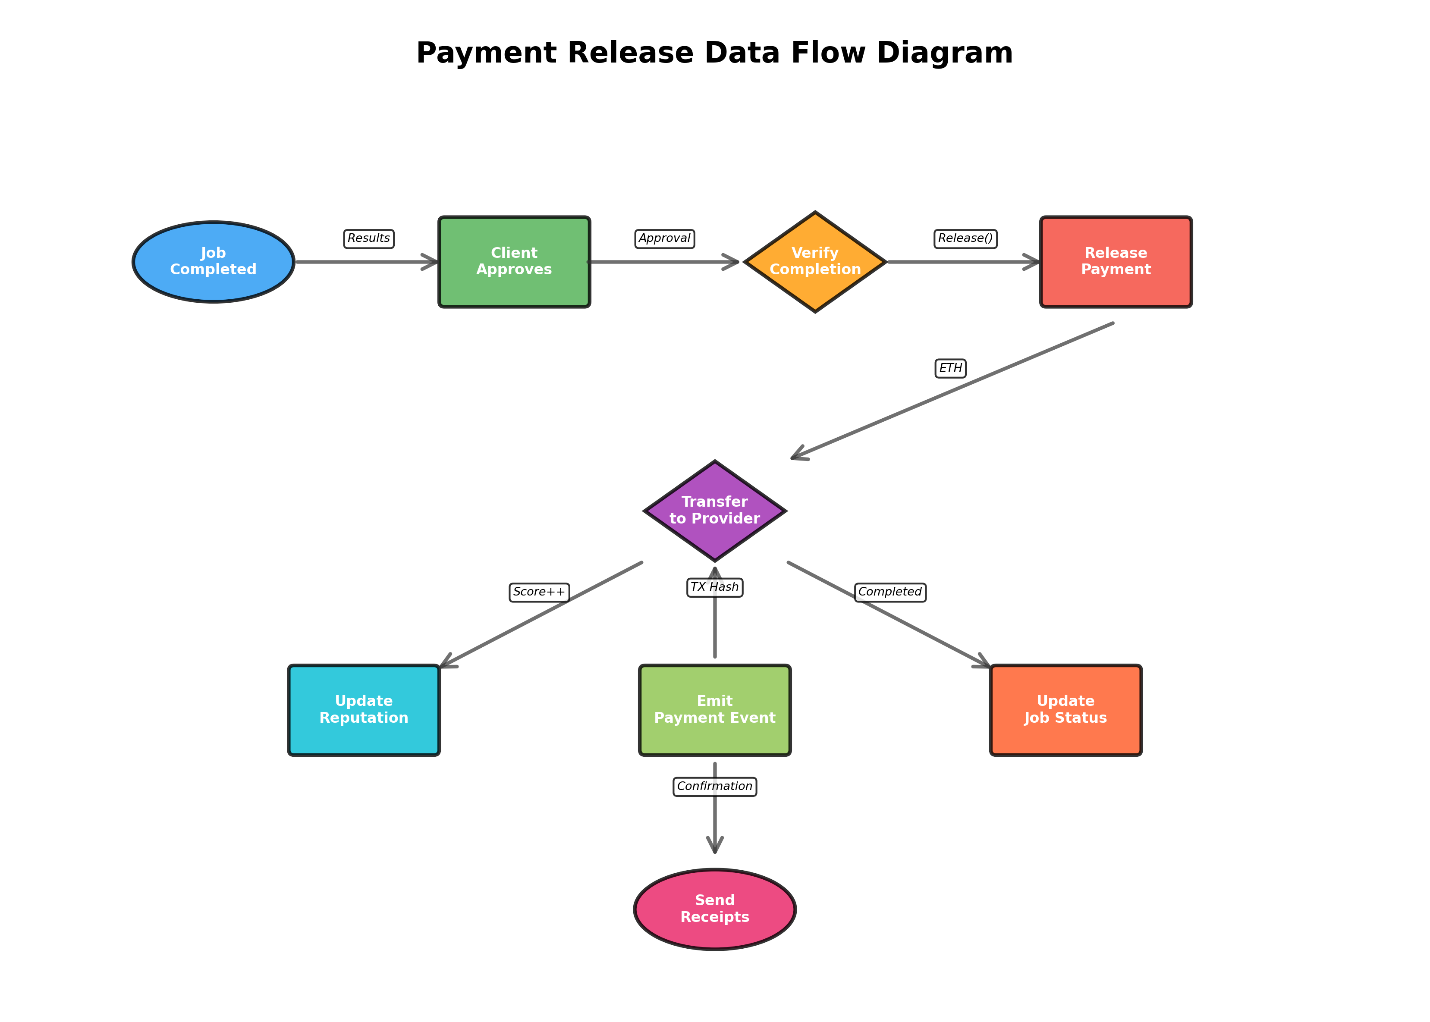 Payment Release Data Flow Diagram
Job
Completed
Results
Client
Approves
Approval
Verify
Completion
Release()
Release
Payment
ETH
Transfer
to Provider
Score++
TX Hash
Completed
Update
Reputation
Emit
Payment Event
Update
Job Status
Confirmation
Send
Receipts